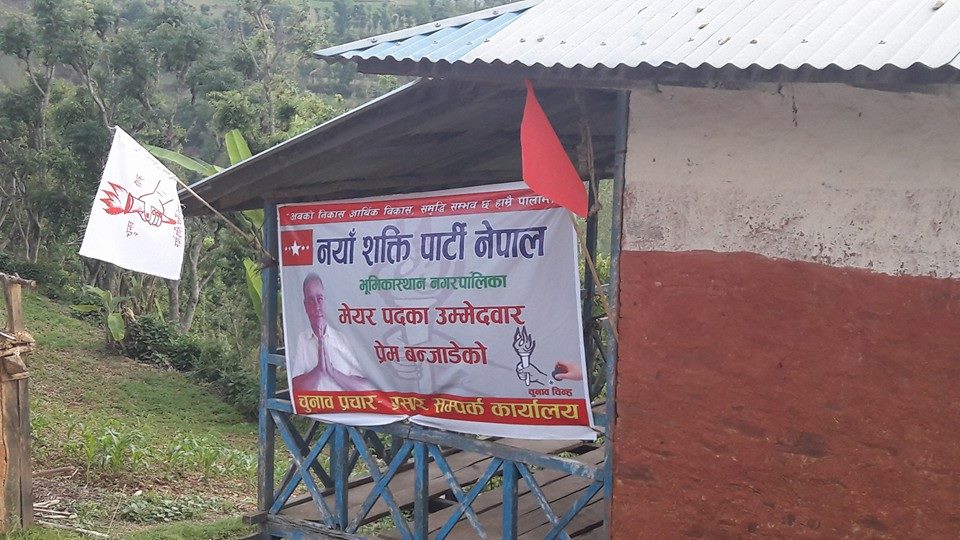 "अबको निकास आर्थिक विकास, समृद्धि सम्भव छ हाम्रै पालामा
नयाँ शक्ति पार्टी नेपाल
भूमिकास्थान नगरपालिका
मेयर पदका उम्मेदवार
प्रेम बन्जाडेको
चुनाव चिन्ह
चुनाव प्रचार- प्रसार सम्पर्क कार्यालय